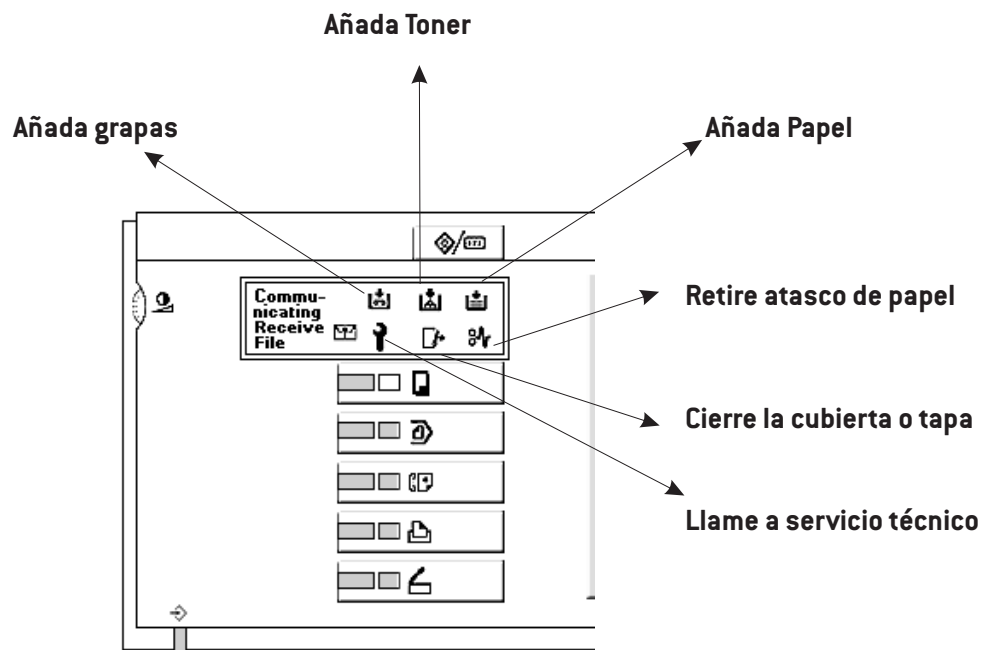 Añada Toner
Añada grapas
Añada Papel
Commu-
nicating
Receive
File
Retire atasco de papel
Cierre la cubierta o tapa
Llame a servicio técnico